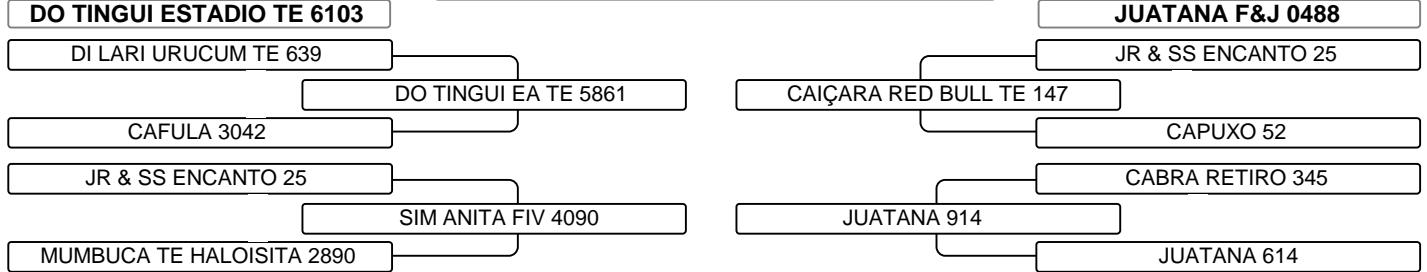 DO TINGUI ESTADIO TE 6103
JUATANA F&J 0488
DI LARI URUCUM TE 639
JR & SS ENCANTO 25
DO TINGUI EA TE 5861
CAIÇARA RED BULL TE 147
CAFULA 3042
CAPUXO 52
JR & SS ENCANTO 25
CABRA RETIRO 345
SIM ANITA FIV 4090
JUATANA 914
MUMBUCA TE HALOISITA 2890
JUATANA 614